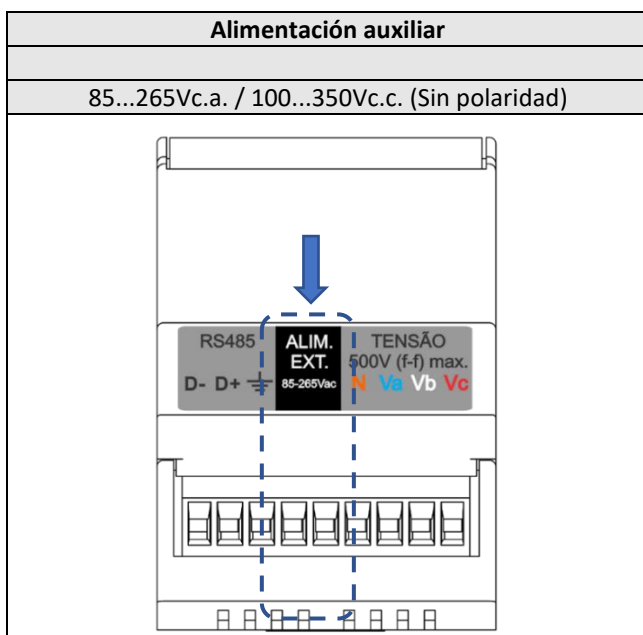 Alimentación auxiliar
85...265Vc.a. / 100...350Vc.c. (Sin polaridad)
RS485 ALIM. TENSÃO
EXT. 500V (f-f) max.
D- D+ 85-265Vac N Va Vb Vc